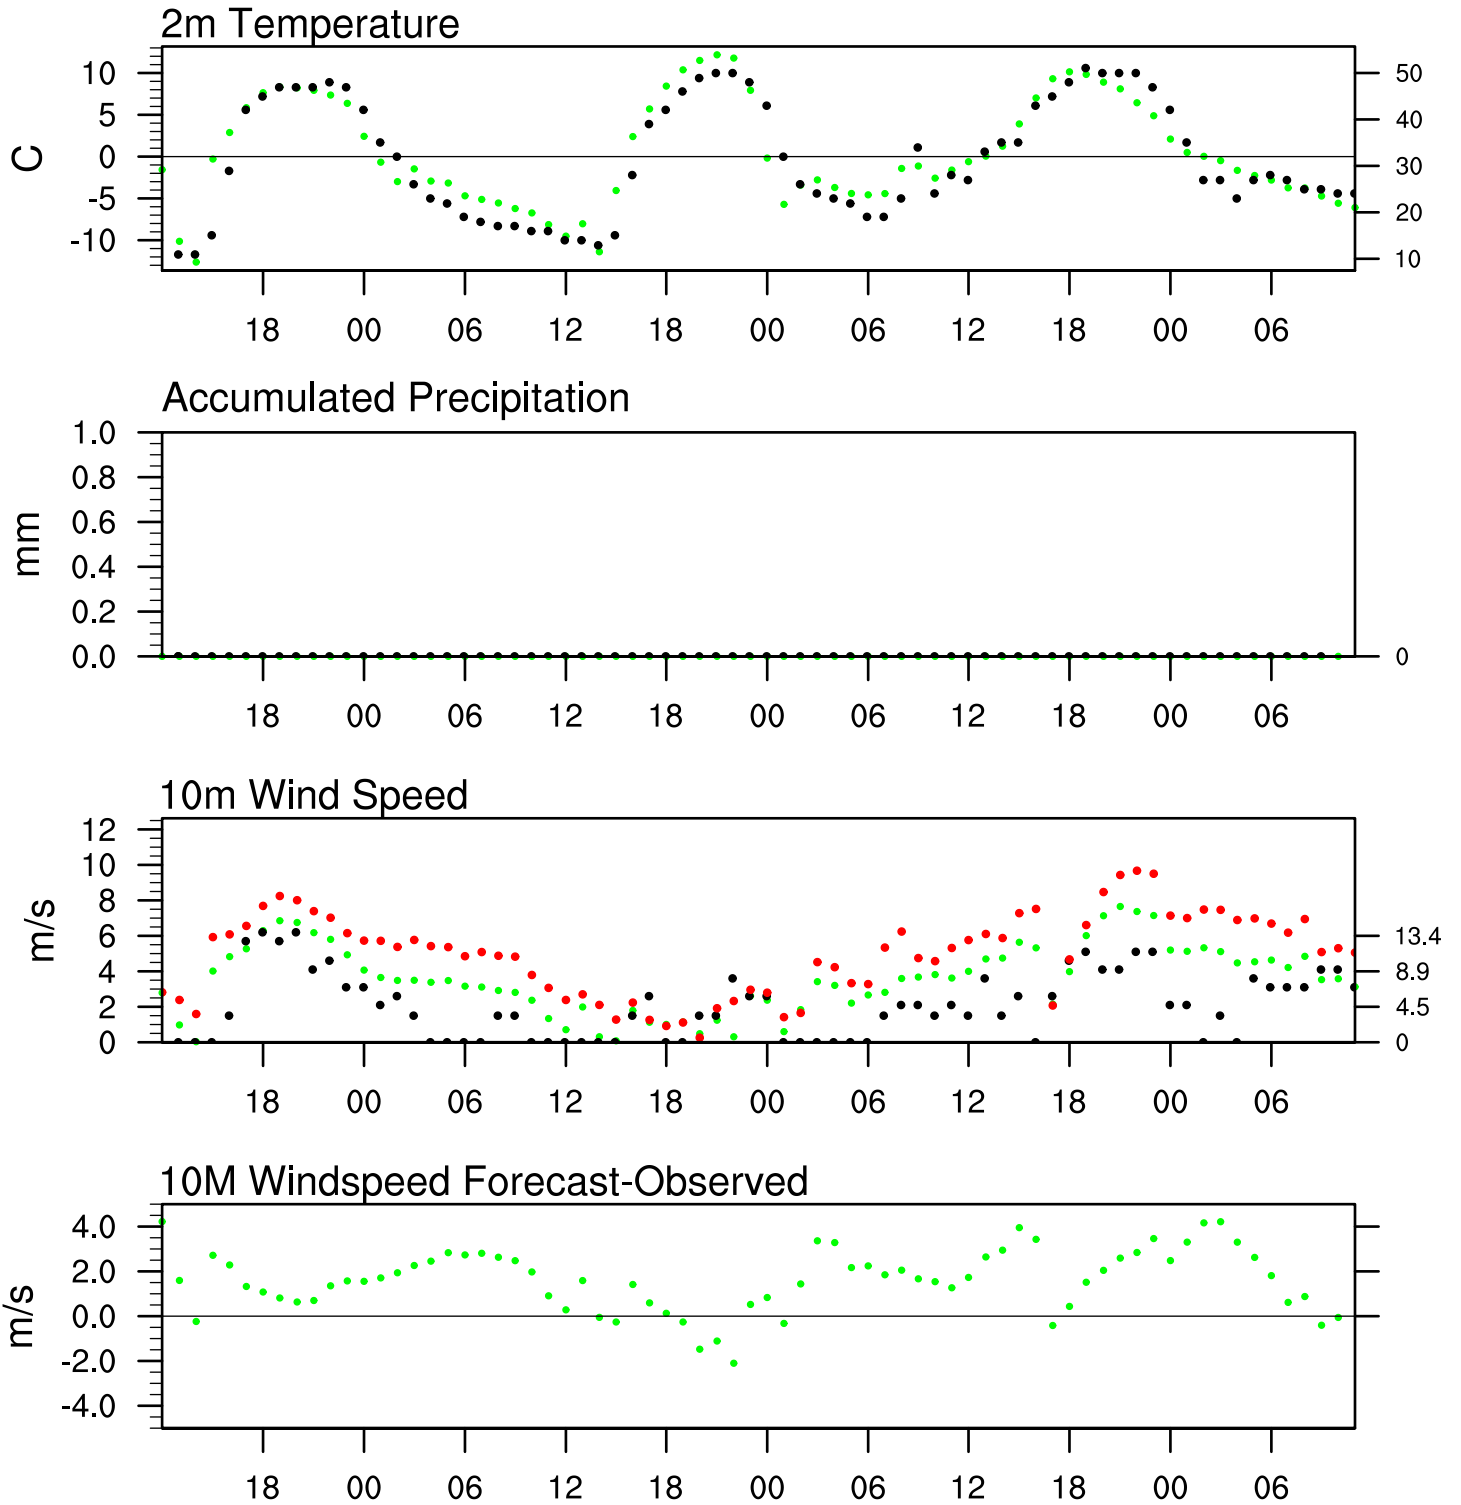 2m Temperature
10
5
0
-5
-10
C
50
40
30
20
10
18 00 06 12 18 00 06 12 18 00 06
Accumulated Precipitation
1.0
0.8
0.6
0.4
0.2
0.0
mm
0
18 00 06 12 18 00 06 12 18 00 06
10m Wind Speed
12
10
8
6
4
2
0
m/s
13.4
8.9
4.5
0
18 00 06 12 18 00 06 12 18 00 06
10M Windspeed Forecast-Observed
4.0
2.0
0.0
-2.0
-4.0
m/s
18 00 06 12 18 00 06 12 18 00 06